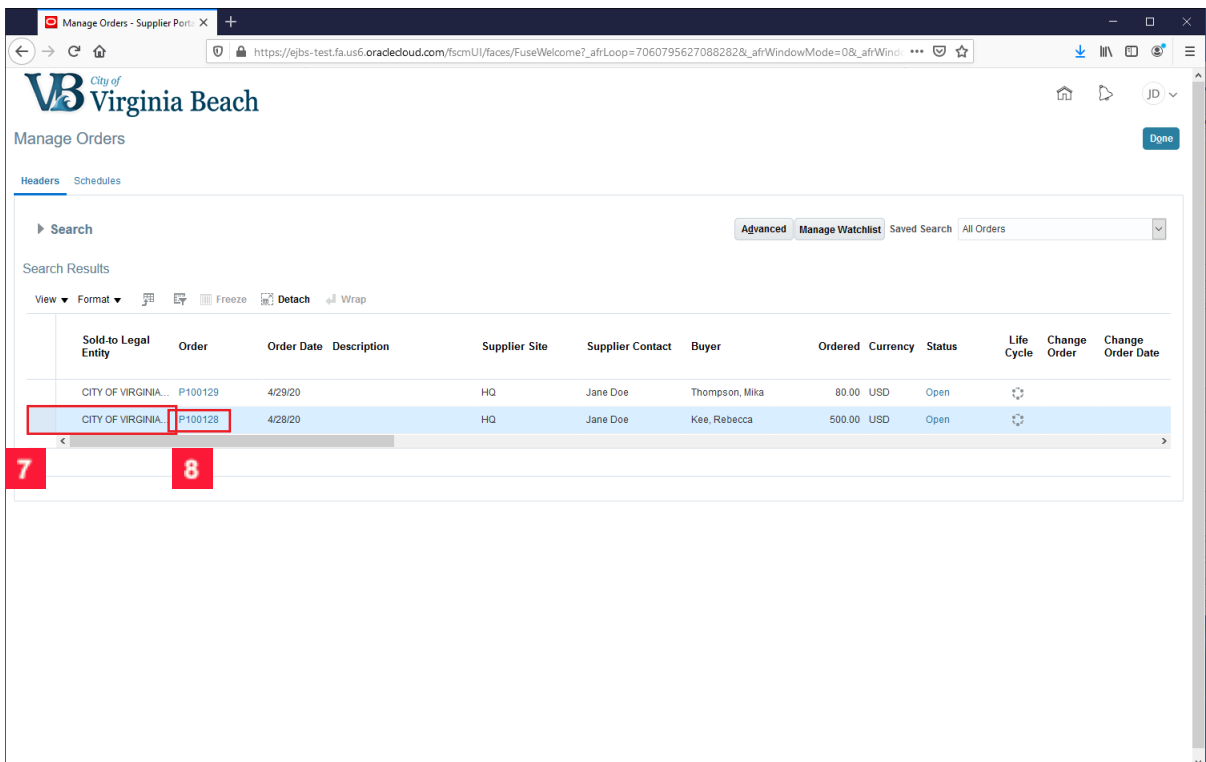 Manage Orders - Supplier Porta
https://ejbs-test.fa.us6.oraclecloud.com/fscmUI/faces/FuseWelcome?_afrLoop=70607956270882828&_afrWindowMode=0&_afrWind
City of
VB Virginia Beach
JD
Manage Orders
Done
Headers Schedules
Search
Advanced Manage Watchlist Saved Search All Orders
Search Results
View Format Freeze Detach Wrap
Sold-to Legal Entity Order Order Date Description Supplier Site Supplier Contact Buyer Ordered Currency Status Life Cycle Change Order Change Order Date
CITY OF VIRGINIA... P100129 4/29/20 HQ Jane Doe Thompson, Mika 80.00 USD Open
CITY OF VIRGINIA... P100128 4/28/20 HQ Jane Doe Kee, Rebecca 500.00 USD Open
7 8